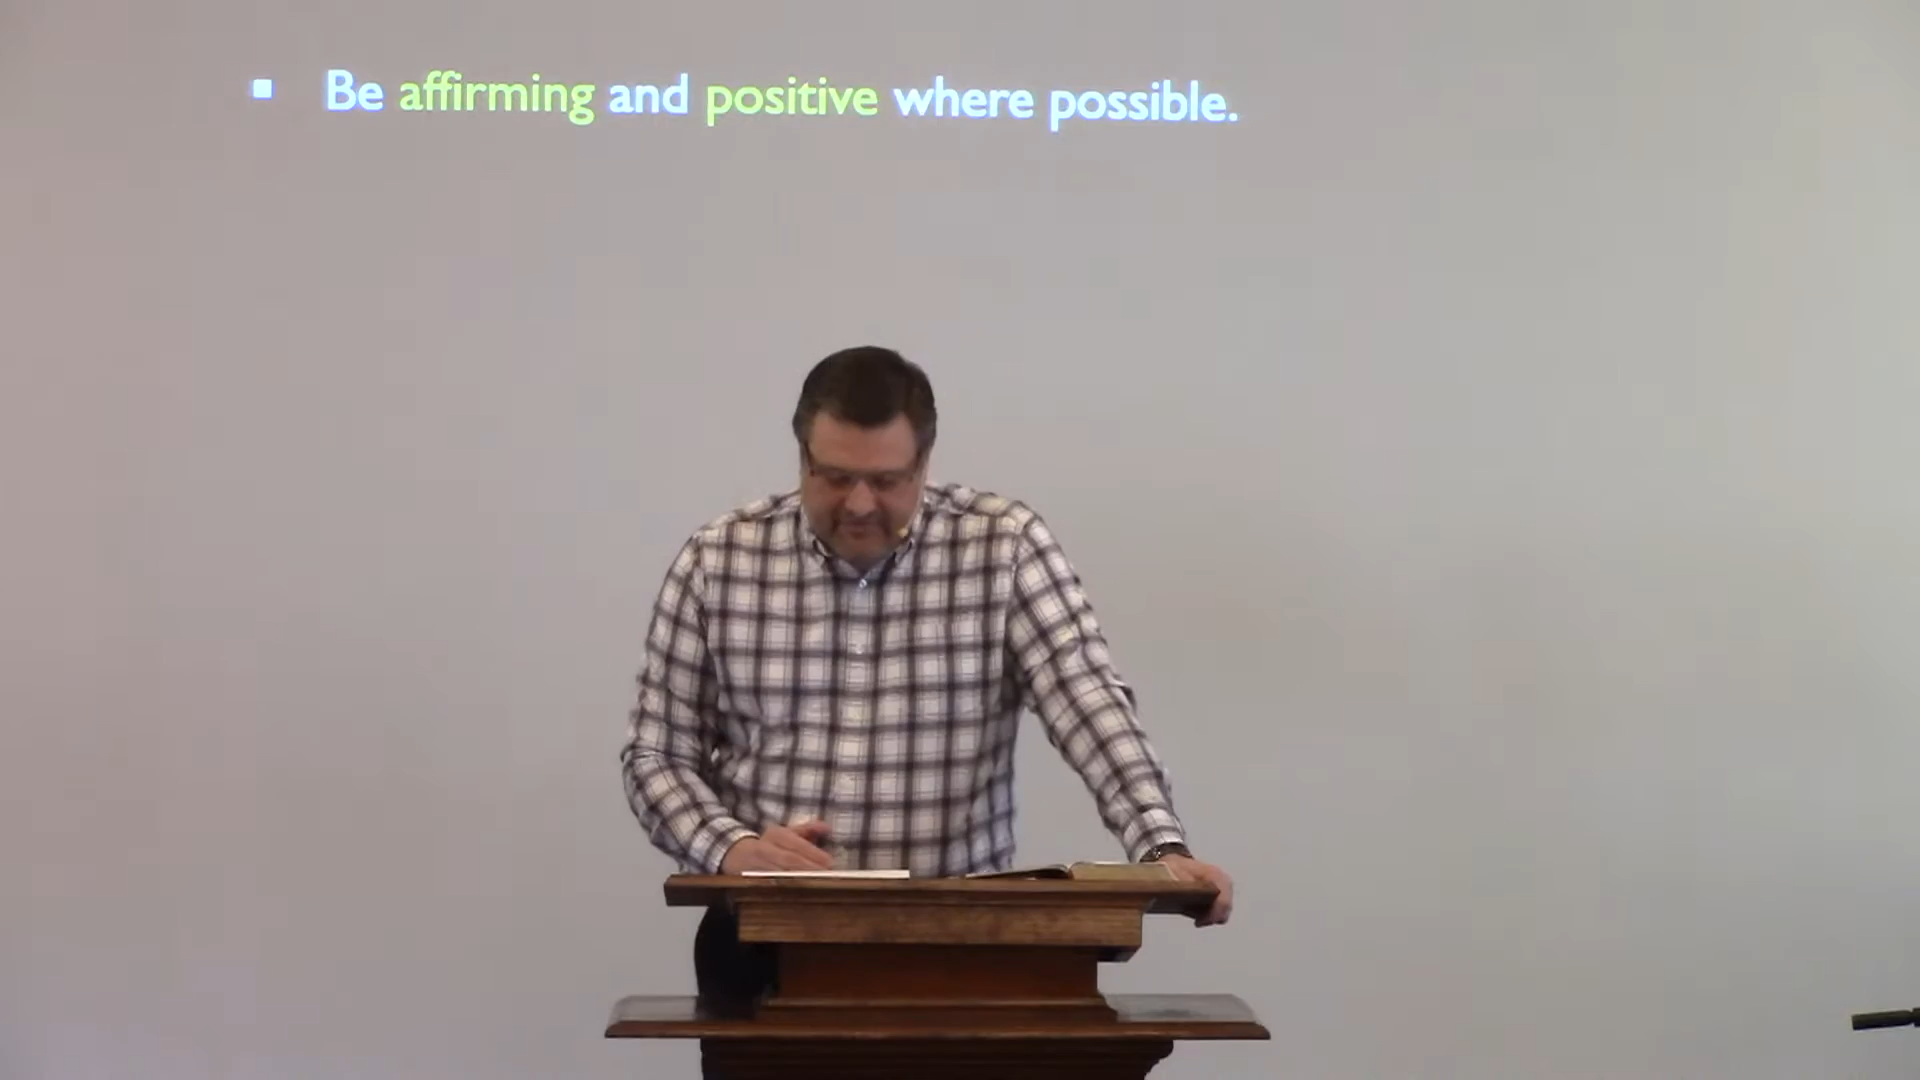 ▪ Be affirming and positive where possible.